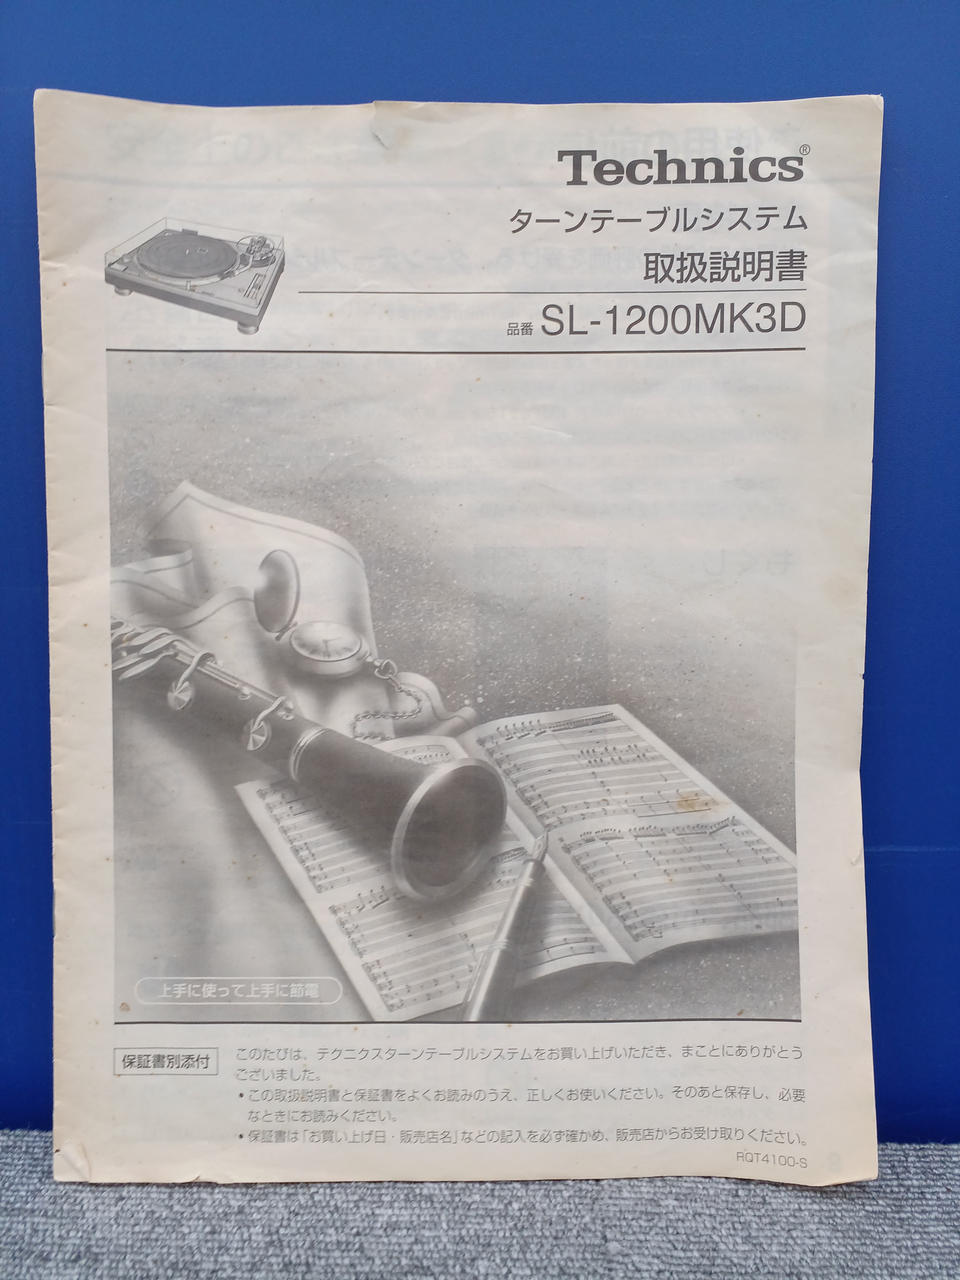 Technics®
ターンテーブルシステム
取扱説明書
品番 SL-1200MK3D
上手に使って上手に節電
保証書別添付
このたびは、テクニクスターンテーブルシステムをお買い上げいただき、まことにありがとう
ございました。
•この取扱説明書と保証書をよくお読みのうえ、正しくお使いください。そのあと保存し、必要
なときにお読みください。
•保証書は「お買い上げ日・販売店名」などの記入を必ず確かめ、販売店からお受け取りください。
RQT4100-S